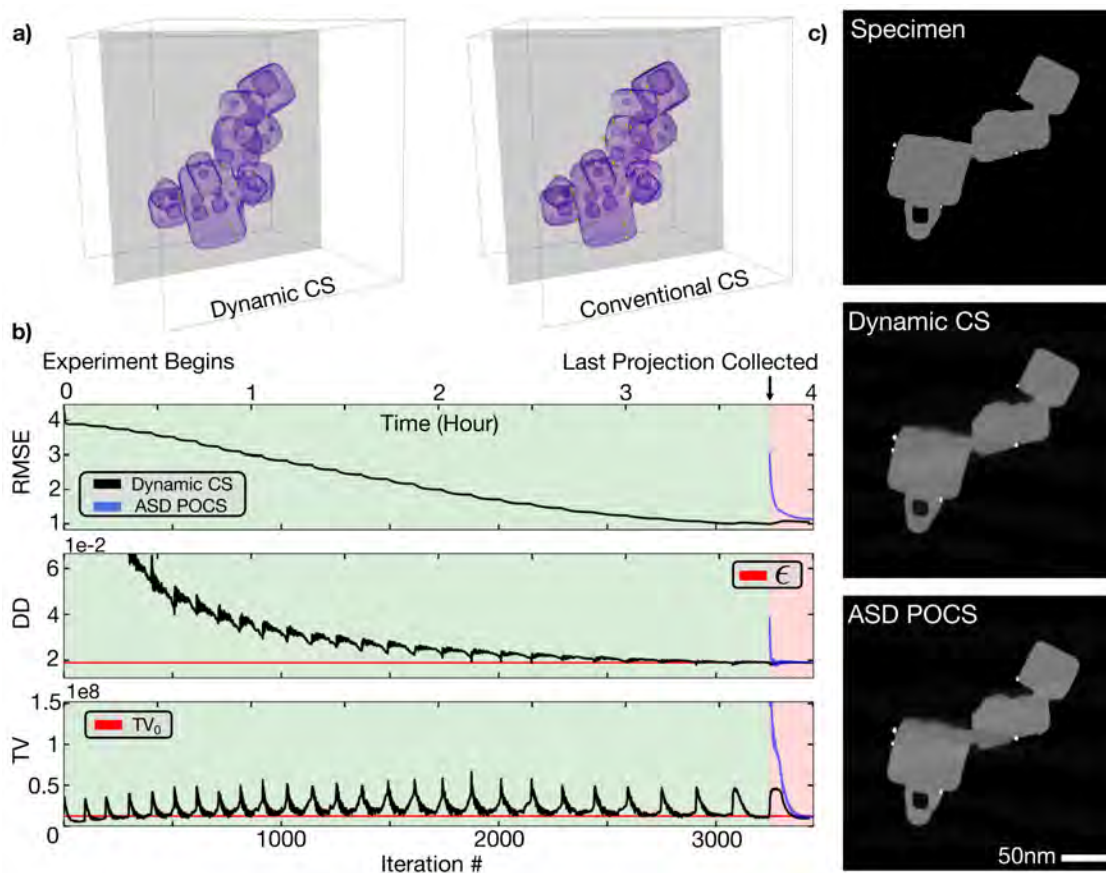 a)
Dynamic CS
Conventional CS
c)
Specimen
Dynamic CS
ASD POCS
50nm
b)
Experiment Begins
Last Projection Collected
0 1 2 3 4
Time (Hour)
RMSE
4
3
2
1
Dynamic CS
ASD POCS
1e-2
DD
6
4
2
ϵ
1e8
TV
1.5
1
0.5
0
TV₀
1000 2000 3000
Iteration #